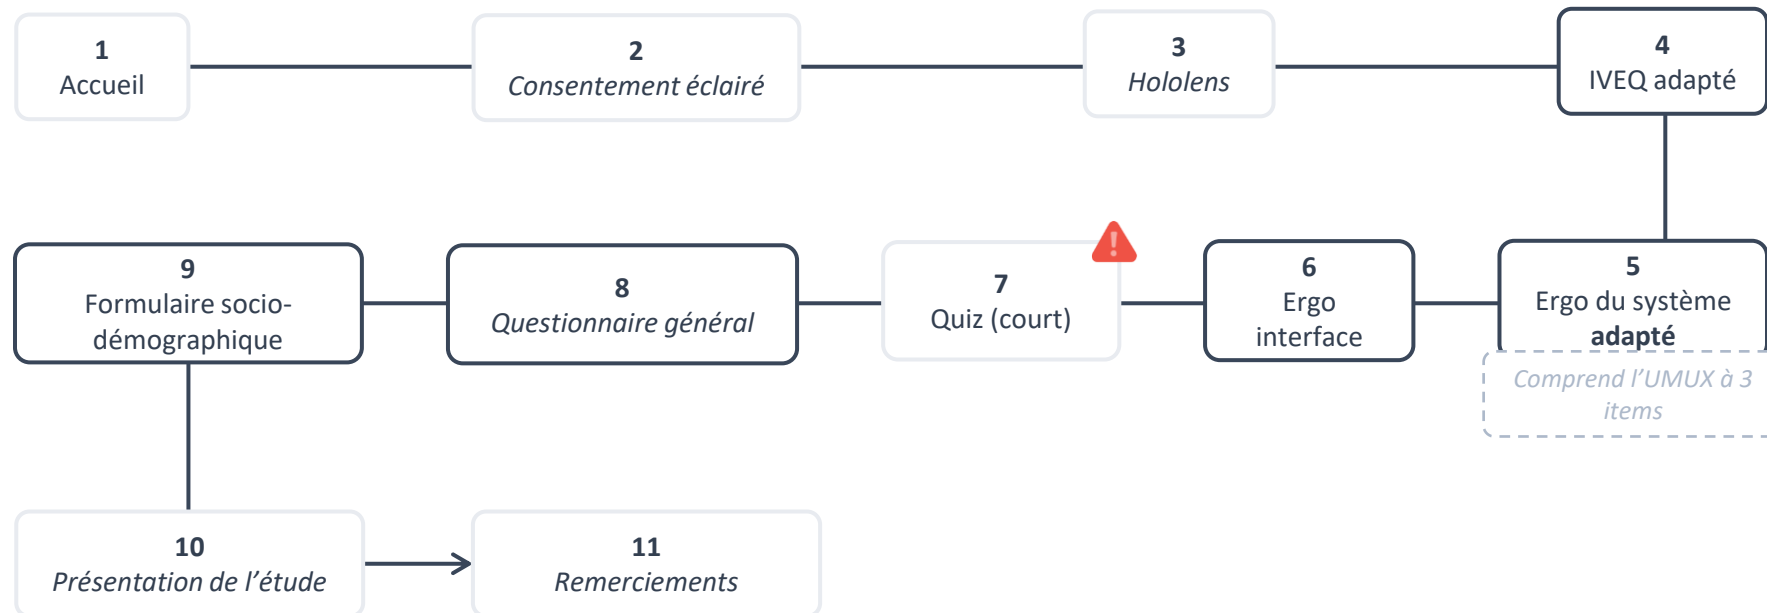 1
Accueil
2
Consentement éclairé
3
Hololens
4
IVEQ adapté
5
Ergo du système
adapté
Comprend l’UMUX à 3
items
6
Ergo
interface
7
Quiz (court)
8
Questionnaire général
9
Formulaire socio-
démographique
10
Présentation de l’étude
11
Remerciements